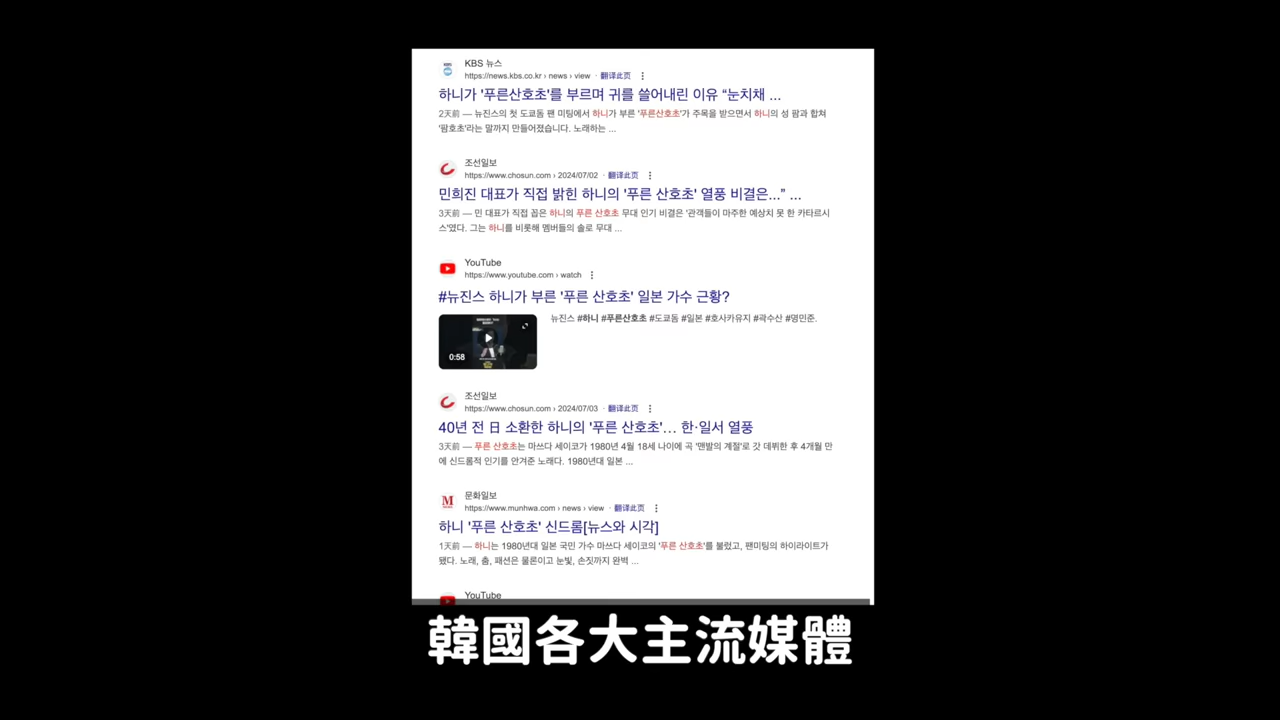 KBS 뉴스
https://news.kbs.co.kr › news › view · 翻译此页
하니가 '푸른산호초'를 부르며 귀를 쓸어내린 이유 “눈치채 ...
2天前 — 뉴진스의 첫 도쿄돔 팬 미팅에서 하니가 부른 '푸른산호초'가 주목을 받으면서 하니의 성 팜과 합쳐
'팜호초'라는 말까지 만들어졌습니다. 노래하는 ...
조선일보
https://www.chosun.com › 2024/07/02 · 翻译此页
민희진 대표가 직접 밝힌 하니의 '푸른 산호초' 열풍 비결은...” ...
3天前 — 민 대표가 직접 꼽은 하니의 푸른 산호초 무대 인기 비결은 '관객들이 마주한 예상치 못 한 카타르시
스'였다. 그는 하니를 비롯해 멤버들의 솔로 무대 ...
YouTube
https://www.youtube.com › watch
#뉴진스 하니가 부른 '푸른 산호초' 일본 가수 근황?
뉴진스 #하니 #푸른산호초 #도쿄돔 #일본 #호사카유지 #곽수산 #명민준.
0:58
조선일보
https://www.chosun.com › 2024/07/03 · 翻译此页
40년 전 日 소환한 하니의 '푸른 산호초'… 한·일서 열풍
3天前 — 푸른 산호초는 마쓰다 세이코가 1980년 4월 18세 나이에 곡 '맨발의 계절'로 갓 데뷔한 후 4개월 만
에 신드롬적 인기를 안겨준 노래다. 1980년대 일본 ...
문화일보
https://www.munhwa.com › news › view · 翻译此页
하니 '푸른 산호초' 신드롬[뉴스와 시각]
1天前 — 하니는 1980년대 일본 국민 가수 마쓰다 세이코의 '푸른 산호초'를 불렀고, 팬미팅의 하이라이트가
됐다. 노래, 춤, 패션은 물론이고 눈빛, 손짓까지 완벽 ...
YouTube
韓國各大主流媒體